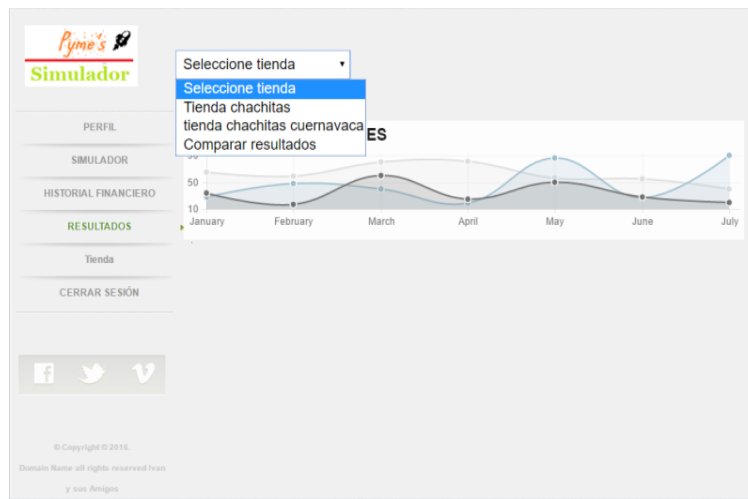 Pyme's
Simulador
Seleccione tienda
Seleccione tienda
Tienda chachitas
tienda chachitas cuernavaca
Comparar resultados
ES
50
10
January February March April May June July
PERFIL
SIMULADOR
HISTORIAL FINANCIERO
RESULTADOS
Tienda
CERRAR SESIÓN
© Copyright © 2016.
Domain Name all rights reserved Ivan
y sus Amigos